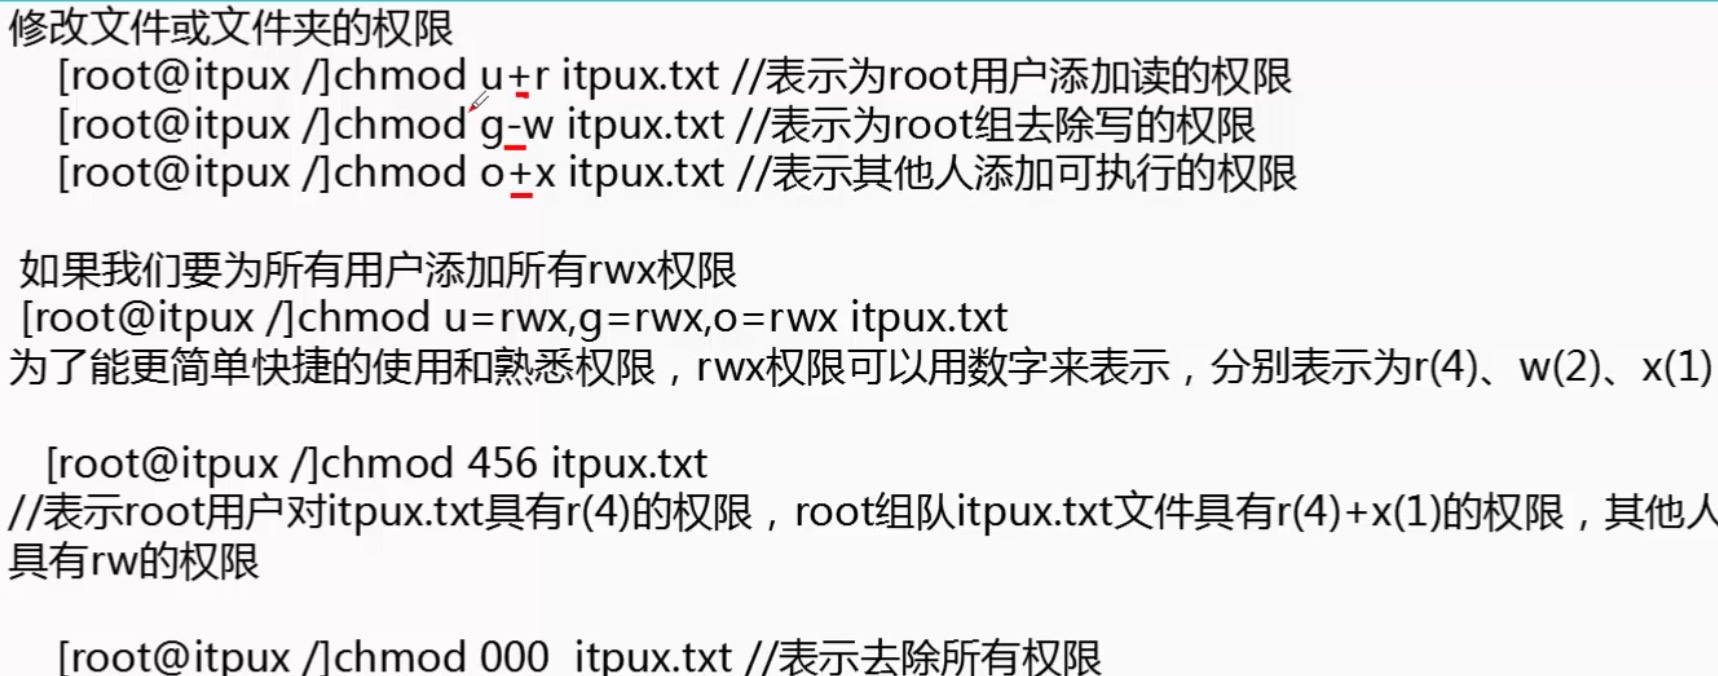 修改文件或文件夹的权限
[root@itpux /]chmod u+r itpux.txt //表示为root用户添加读的权限
[root@itpux /]chmod g-w itpux.txt //表示为root组去除写的权限
[root@itpux /]chmod o+x itpux.txt //表示其他人添加可执行的权限
如果我们要为所有用户添加所有rwx权限
[root@itpux /]chmod u=rwx,g=rwx,o=rwx itpux.txt
为了能更简单快捷的使用和熟悉权限，rwx权限可以用数字来表示，分别表示为r(4)、w(2)、x(1)
[root@itpux /]chmod 456 itpux.txt
//表示root用户对itpux.txt具有r(4)的权限，root组队itpux.txt文件具有r(4)+x(1)的权限，其他人
具有rw的权限
[root@itpux /]chmod 000  itpux.txt //表示去除所有权限